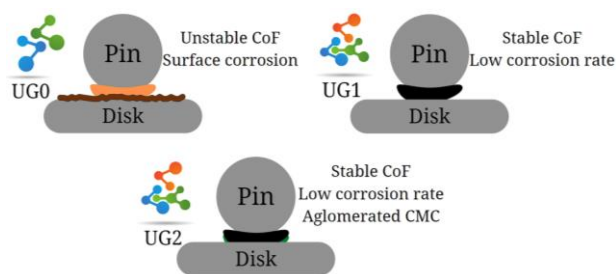 Pin
Unstable CoF
Surface corrosion
UG0
Disk
Pin
Stable CoF
Low corrosion rate
UG1
Disk
Pin
Stable CoF
Low corrosion rate
Aglomerated CMC
UG2
Disk